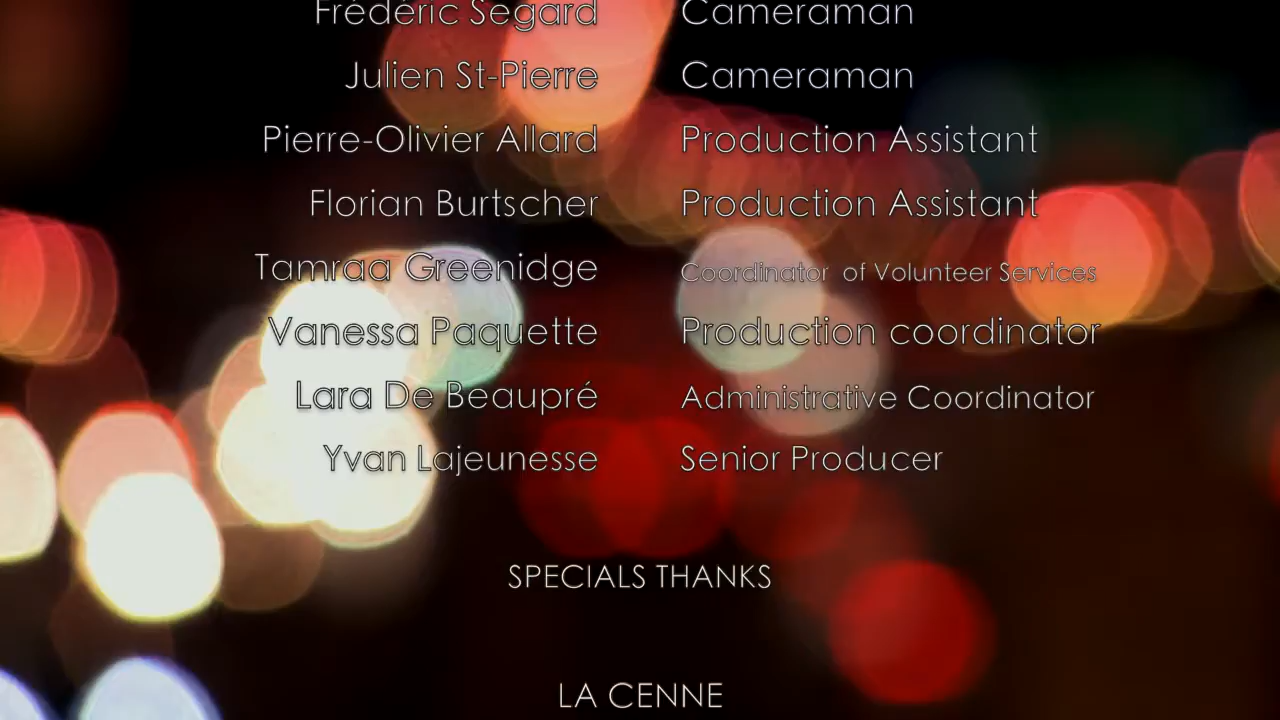 Frédéric Segard Cameraman
Julien St-Pierre Cameraman
Pierre-Olivier Allard Production Assistant
Florian Burtscher Production Assistant
Tamraa Greenidge Coordinator of Volunteer Services
Vanessa Paquette Production coordinator
Lara De Beaupré Administrative Coordinator
Yvan Lajeunesse Senior Producer
SPECIALS THANKS
LA CENNE